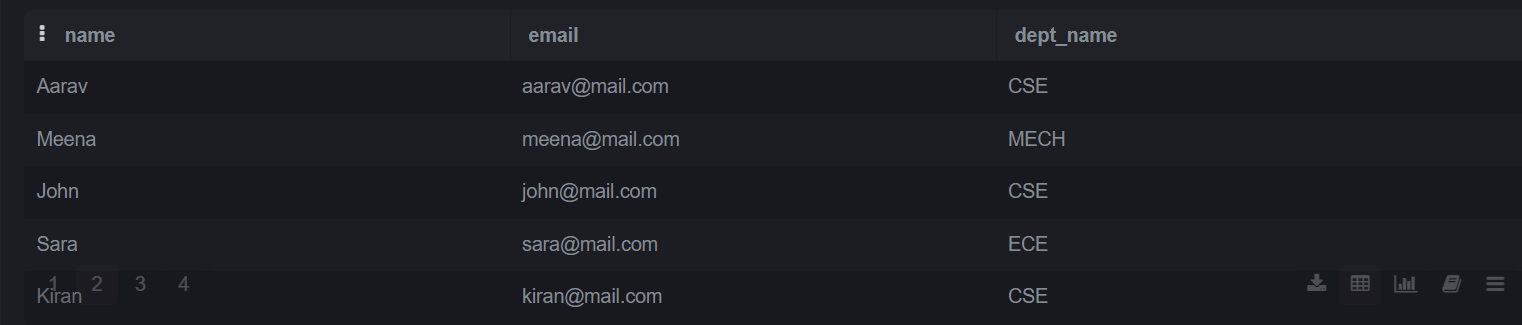 name email dept_name
Aarav aarav@mail.com CSE
Meena meena@mail.com MECH
John john@mail.com CSE
Sara sara@mail.com ECE
1 2 3 4
Kiran kiran@mail.com CSE